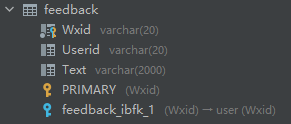 feedback
Wxid varchar(20)
Userid varchar(20)
Text varchar(2000)
PRIMARY (Wxid)
feedback_ibfk_1 (Wxid) → user (Wxid)